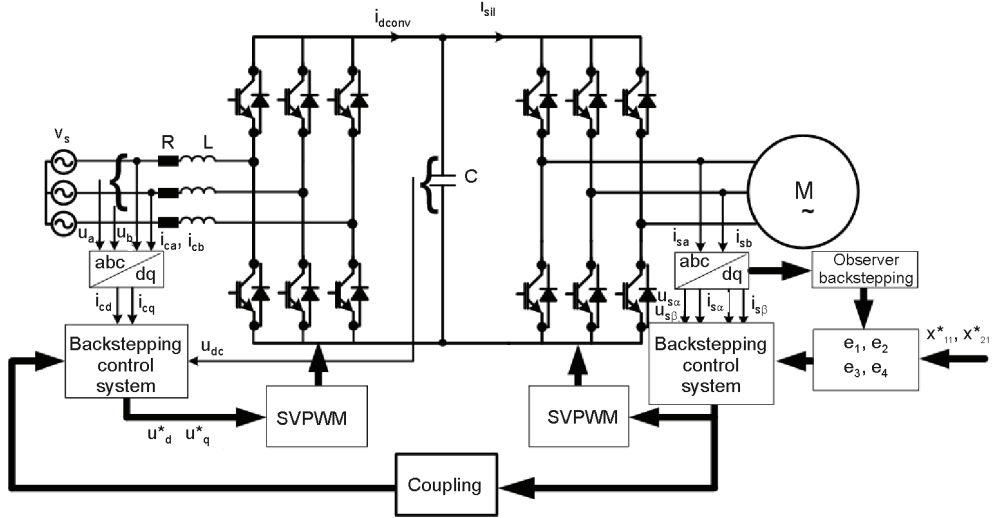 i_dconv
I_sil
V_s
R L
C
M
~
u_a u_b i_ca, i_cb
abc
dq
i_cd i_cq
Backstepping
control
system
u_dc
u*_d u*_q
SVPWM
SVPWM
i_sa i_sb
abc
dq
Observer
backstepping
u_sα
u_sβ
i_sα i_sβ
Backstepping
control
system
e_1, e_2
e_3, e_4
x*_11, x*_21
Coupling